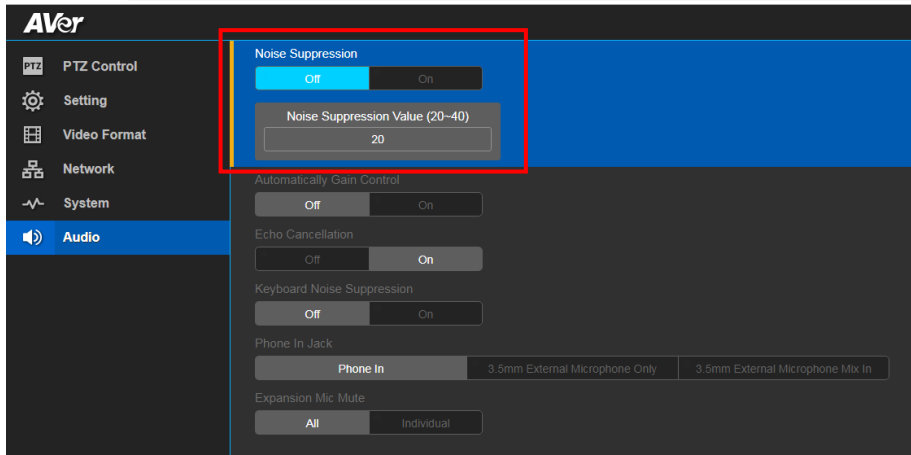 AVer
PTZ PTZ Control
Setting
Video Format
Network
System
Audio
Noise Suppression
Off On
Noise Suppression Value (20~40)
20
Automatically Gain Control
Off On
Echo Cancellation
Off On
Keyboard Noise Suppression
Off On
Phone In Jack
Phone In 3.5mm External Microphone Only 3.5mm External Microphone Mix In
Expansion Mic Mute
All Individual